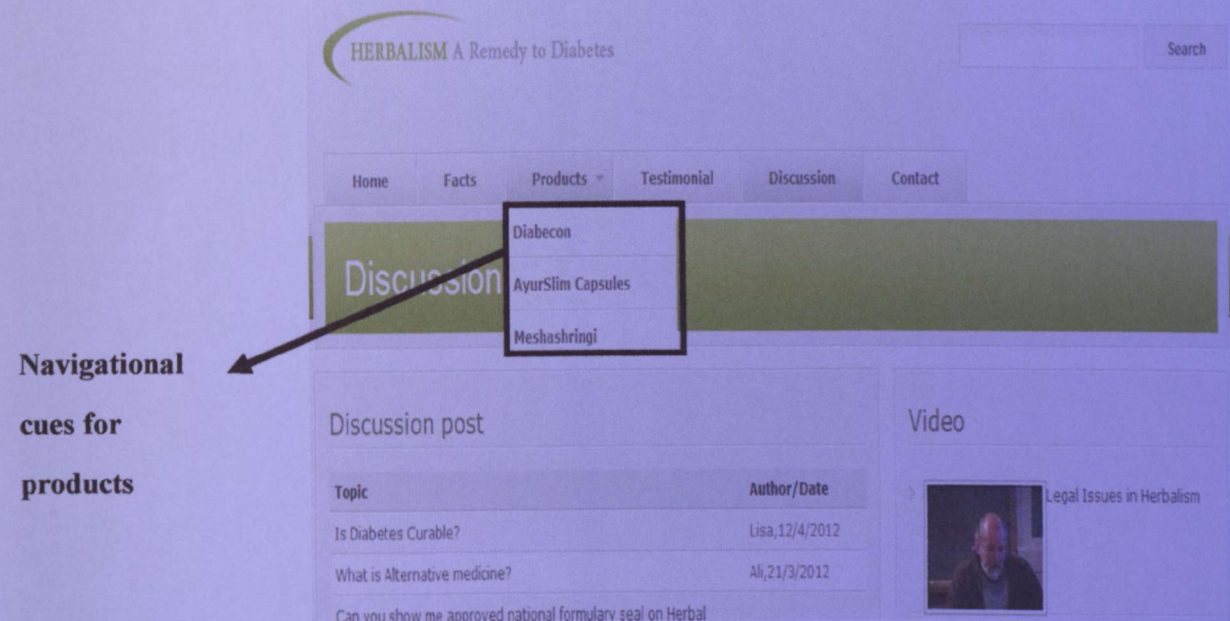 HERBALISM A Remedy to Diabetes
Search
Home Facts Products Testimonial Discussion Contact
Diabecon
Discussion
AyurSlim Capsules
Meshashringi
Navigational
cues for
products
Discussion post
Video
Topic Author/Date
Legal Issues in Herbalism
Is Diabetes Curable? Lisa,12/4/2012
What is Alternative medicine? Ali,21/3/2012
Can you show me approved national formulary seal on Herbal